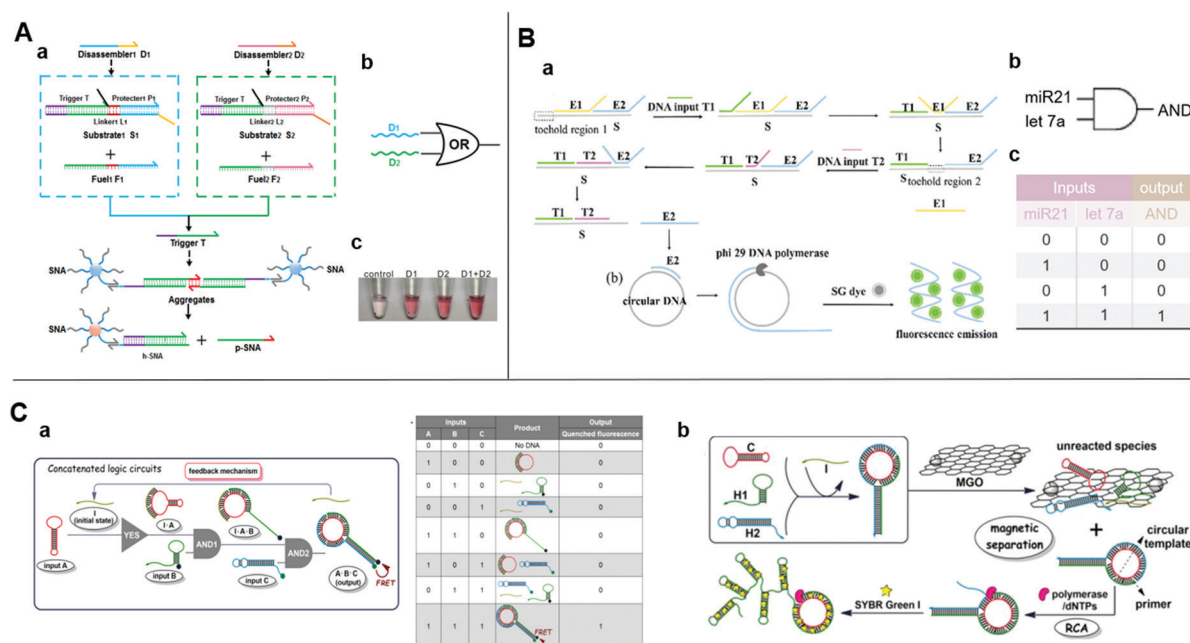 A
a
Disassembler1 D1
Disassembler2 D2
Trigger T
Protecter1 P1
Linker1 L1
Substrate1 S1
+
Fuel1 F1
Trigger T
Protecter2 P2
Linker2 L2
Substrate2 S2
+
Fuel2 F2
Trigger T
SNA
SNA
Aggregates
SNA
h-SNA
+
p-SNA
b
D1
D2
OR
c
control D1 D2 D1+D2
B
a
E1 E2
toehold region 1 S
DNA input T1
E1 E2
S
T1 E1 E2
S
T1 T2 E2
S
T1 T2 E2
S
DNA input T2
T1 E2
S toehold region 2
E1
T1 T2
S
E2
(b)
E2
circular DNA
phi 29 DNA polymerase
SG dye
fluorescence emission
b
miR21
let 7a
AND
c
Inputs output
miR21 let 7a AND
0 0 0
1 0 0
0 1 0
1 1 1
C
a
Concatenated logic circuits
feedback mechanism
I
(initial state)
I·A
I·A·B
YES
AND1
AND2
input A
input B
input C
A·B·C
(output)
FRET
Inputs Product Output
A B C Quenched fluorescence
0 0 0 No DNA 0
1 0 0 0
0 1 0 0
0 0 1 0
1 1 0 0
1 0 1 0
0 1 1 0
1 1 1 1
FRET
b
C
I
H1
H2
MGO
unreacted species
magnetic
separation
+
circular
template
primer
polymerase
/dNTPs
RCA
SYBR Green I